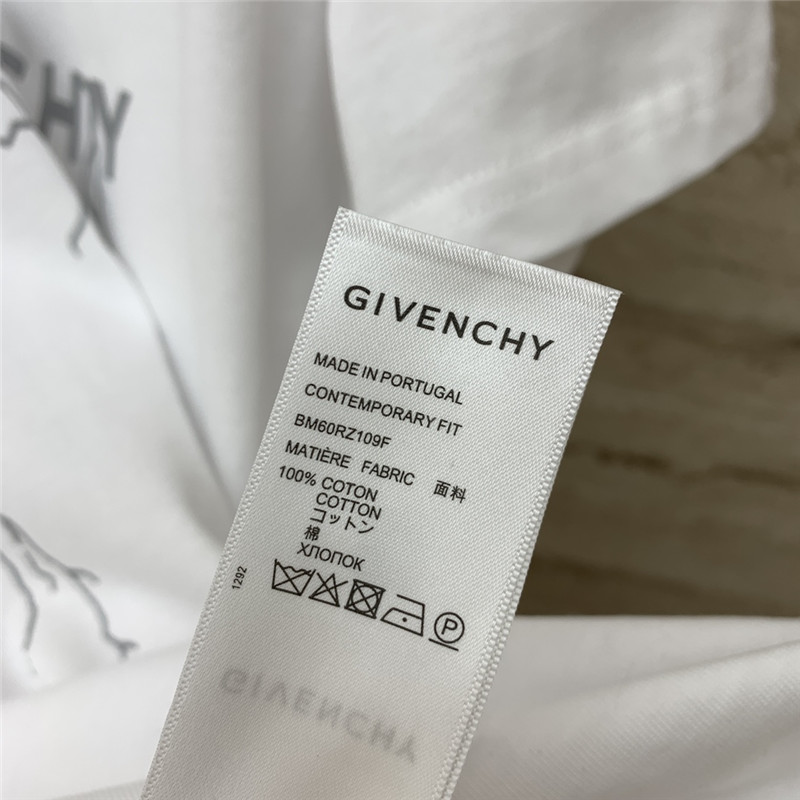 CHY
GIVENCHY
MADE IN PORTUGAL
CONTEMPORARY FIT
BM60RZ109F
MATIÈRE FABRIC 面料
100% COTON
COTTON
コットン
棉
ХЛОПОК
1292
P
GIVENCHY